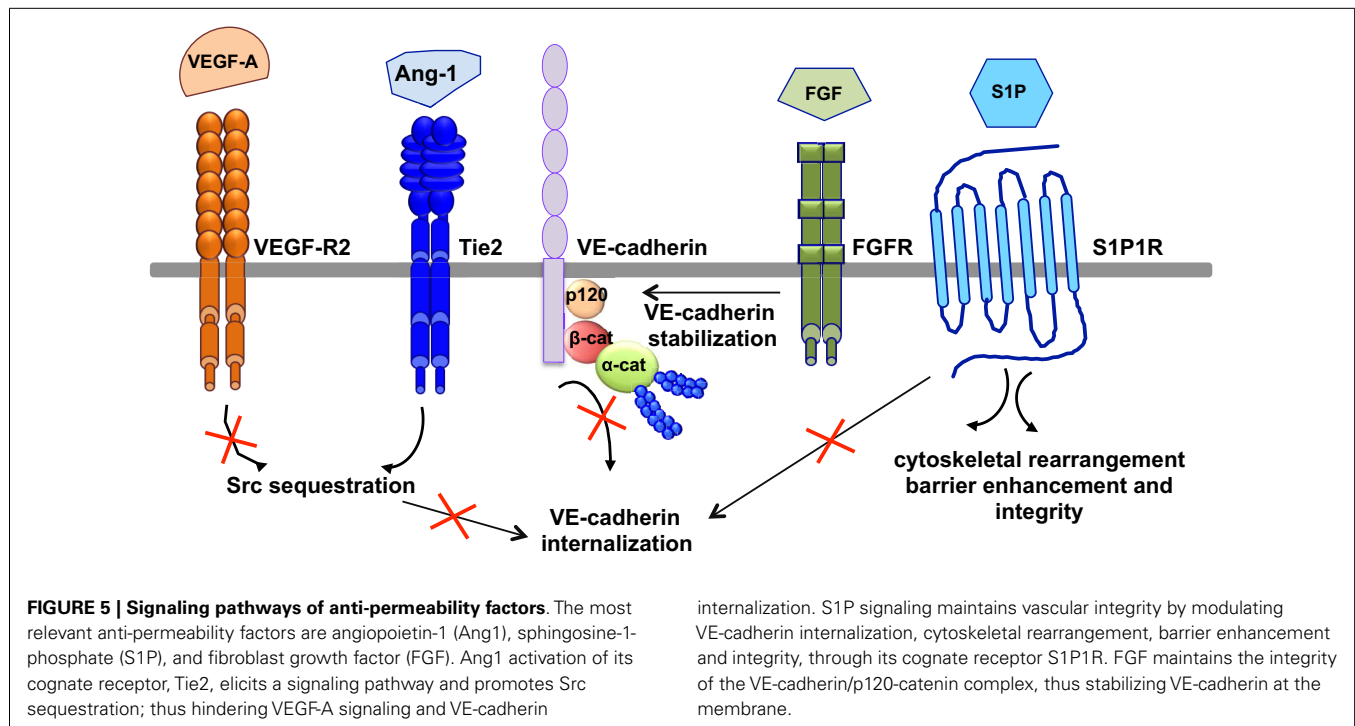 VEGF-A
Ang-1
FGF
S1P
VEGF-R2
Tie2
VE-cadherin
FGFR
S1P1R
p120
β-cat
α-cat
VE-cadherin
stabilization
Src sequestration
VE-cadherin
internalization
cytoskeletal rearrangement
barrier enhancement and
integrity
FIGURE 5 | Signaling pathways of anti-permeability factors. The most
relevant anti-permeability factors are angiopoietin-1 (Ang1), sphingosine-1-
phosphate (S1P), and fibroblast growth factor (FGF). Ang1 activation of its
cognate receptor, Tie2, elicits a signaling pathway and promotes Src
sequestration; thus hindering VEGF-A signaling and VE-cadherin
internalization. S1P signaling maintains vascular integrity by modulating
VE-cadherin internalization, cytoskeletal rearrangement, barrier enhancement
and integrity, through its cognate receptor S1P1R. FGF maintains the integrity
of the VE-cadherin/p120-catenin complex, thus stabilizing VE-cadherin at the
membrane.